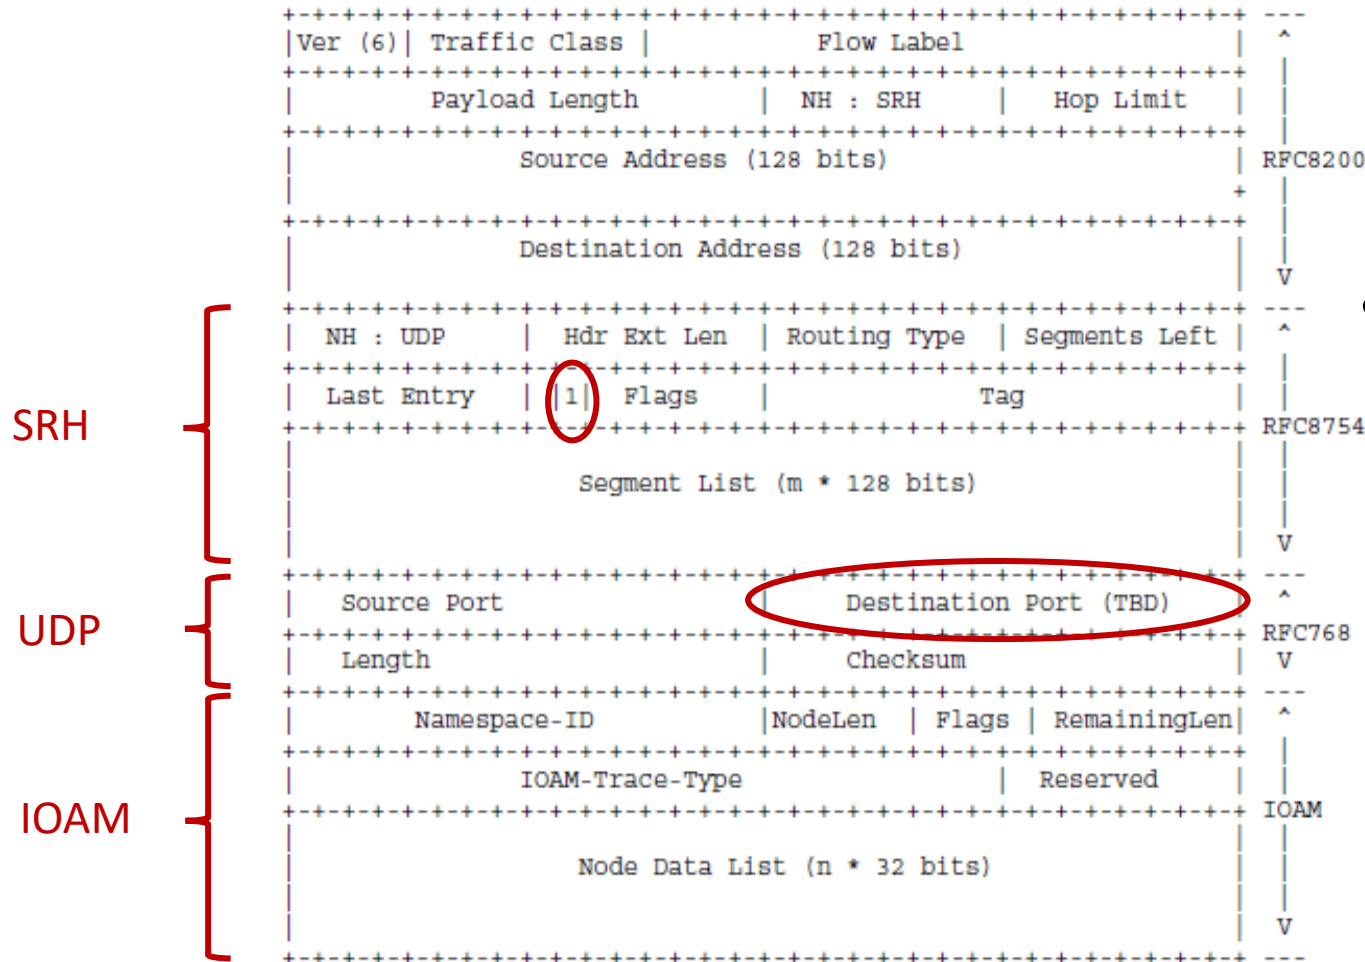 +-+-+-+-+-+-+-+-+-+-+-+-+-+-+-+-+-+-+-+-+-+-+-+-+-+-+-+-+-+-+-+-+ ---
|Ver (6)| Traffic Class | Flow Label | ^
+-+-+-+-+-+-+-+-+-+-+-+-+-+-+-+-+-+-+-+-+-+-+-+-+-+-+-+-+-+-+-+-+ |
| Payload Length | NH : SRH | Hop Limit | |
+-+-+-+-+-+-+-+-+-+-+-+-+-+-+-+-+-+-+-+-+-+-+-+-+-+-+-+-+-+-+-+-+ |
| Source Address (128 bits) | RFC8200
| + |
+-+-+-+-+-+-+-+-+-+-+-+-+-+-+-+-+-+-+-+-+-+-+-+-+-+-+-+-+-+-+-+-+ |
| Destination Address (128 bits) | |
| | V
+-+-+-+-+-+-+-+-+-+-+-+-+-+-+-+-+-+-+-+-+-+-+-+-+-+-+-+-+-+-+-+-+ ---
| NH : UDP | Hdr Ext Len | Routing Type | Segments Left | ^
+-+-+-+-+-+-+-+-+-+-+-+-+-+-+-+-+-+-+-+-+-+-+-+-+-+-+-+-+-+-+-+-+ |
| Last Entry | |1| Flags | Tag | |
SRH
+-+-+-+-+-+-+-+-+-+-+-+-+-+-+-+-+-+-+-+-+-+-+-+-+-+-+-+-+-+-+-+-+ RFC8754
| | |
| Segment List (m * 128 bits) | |
| | |
| | V
+-+-+-+-+-+-+-+-+-+-+-+-+-+-+-+-+-+-+-+-+-+-+-+-+-+-+-+-+-+-+-+-+ ---
| Source Port | Destination Port (TBD) | ^
UDP
+-+-+-+-+-+-+-+-+-+-+-+-+-+-+-+-+-+-+-+-+-+-+-+-+-+-+-+-+-+-+-+-+ RFC768
| Length | Checksum | V
+-+-+-+-+-+-+-+-+-+-+-+-+-+-+-+-+-+-+-+-+-+-+-+-+-+-+-+-+-+-+-+-+ ---
| Namespace-ID |NodeLen | Flags | RemainingLen| ^
+-+-+-+-+-+-+-+-+-+-+-+-+-+-+-+-+-+-+-+-+-+-+-+-+-+-+-+-+-+-+-+-+ |
| IOAM-Trace-Type | Reserved | |
IOAM
+-+-+-+-+-+-+-+-+-+-+-+-+-+-+-+-+-+-+-+-+-+-+-+-+-+-+-+-+-+-+-+-+ IOAM
| | |
| Node Data List (n * 32 bits) | |
| | |
| | V
+-+-+-+-+-+-+-+-+-+-+-+-+-+-+-+-+-+-+-+-+-+-+-+-+-+-+-+-+-+-+-+-+ ---